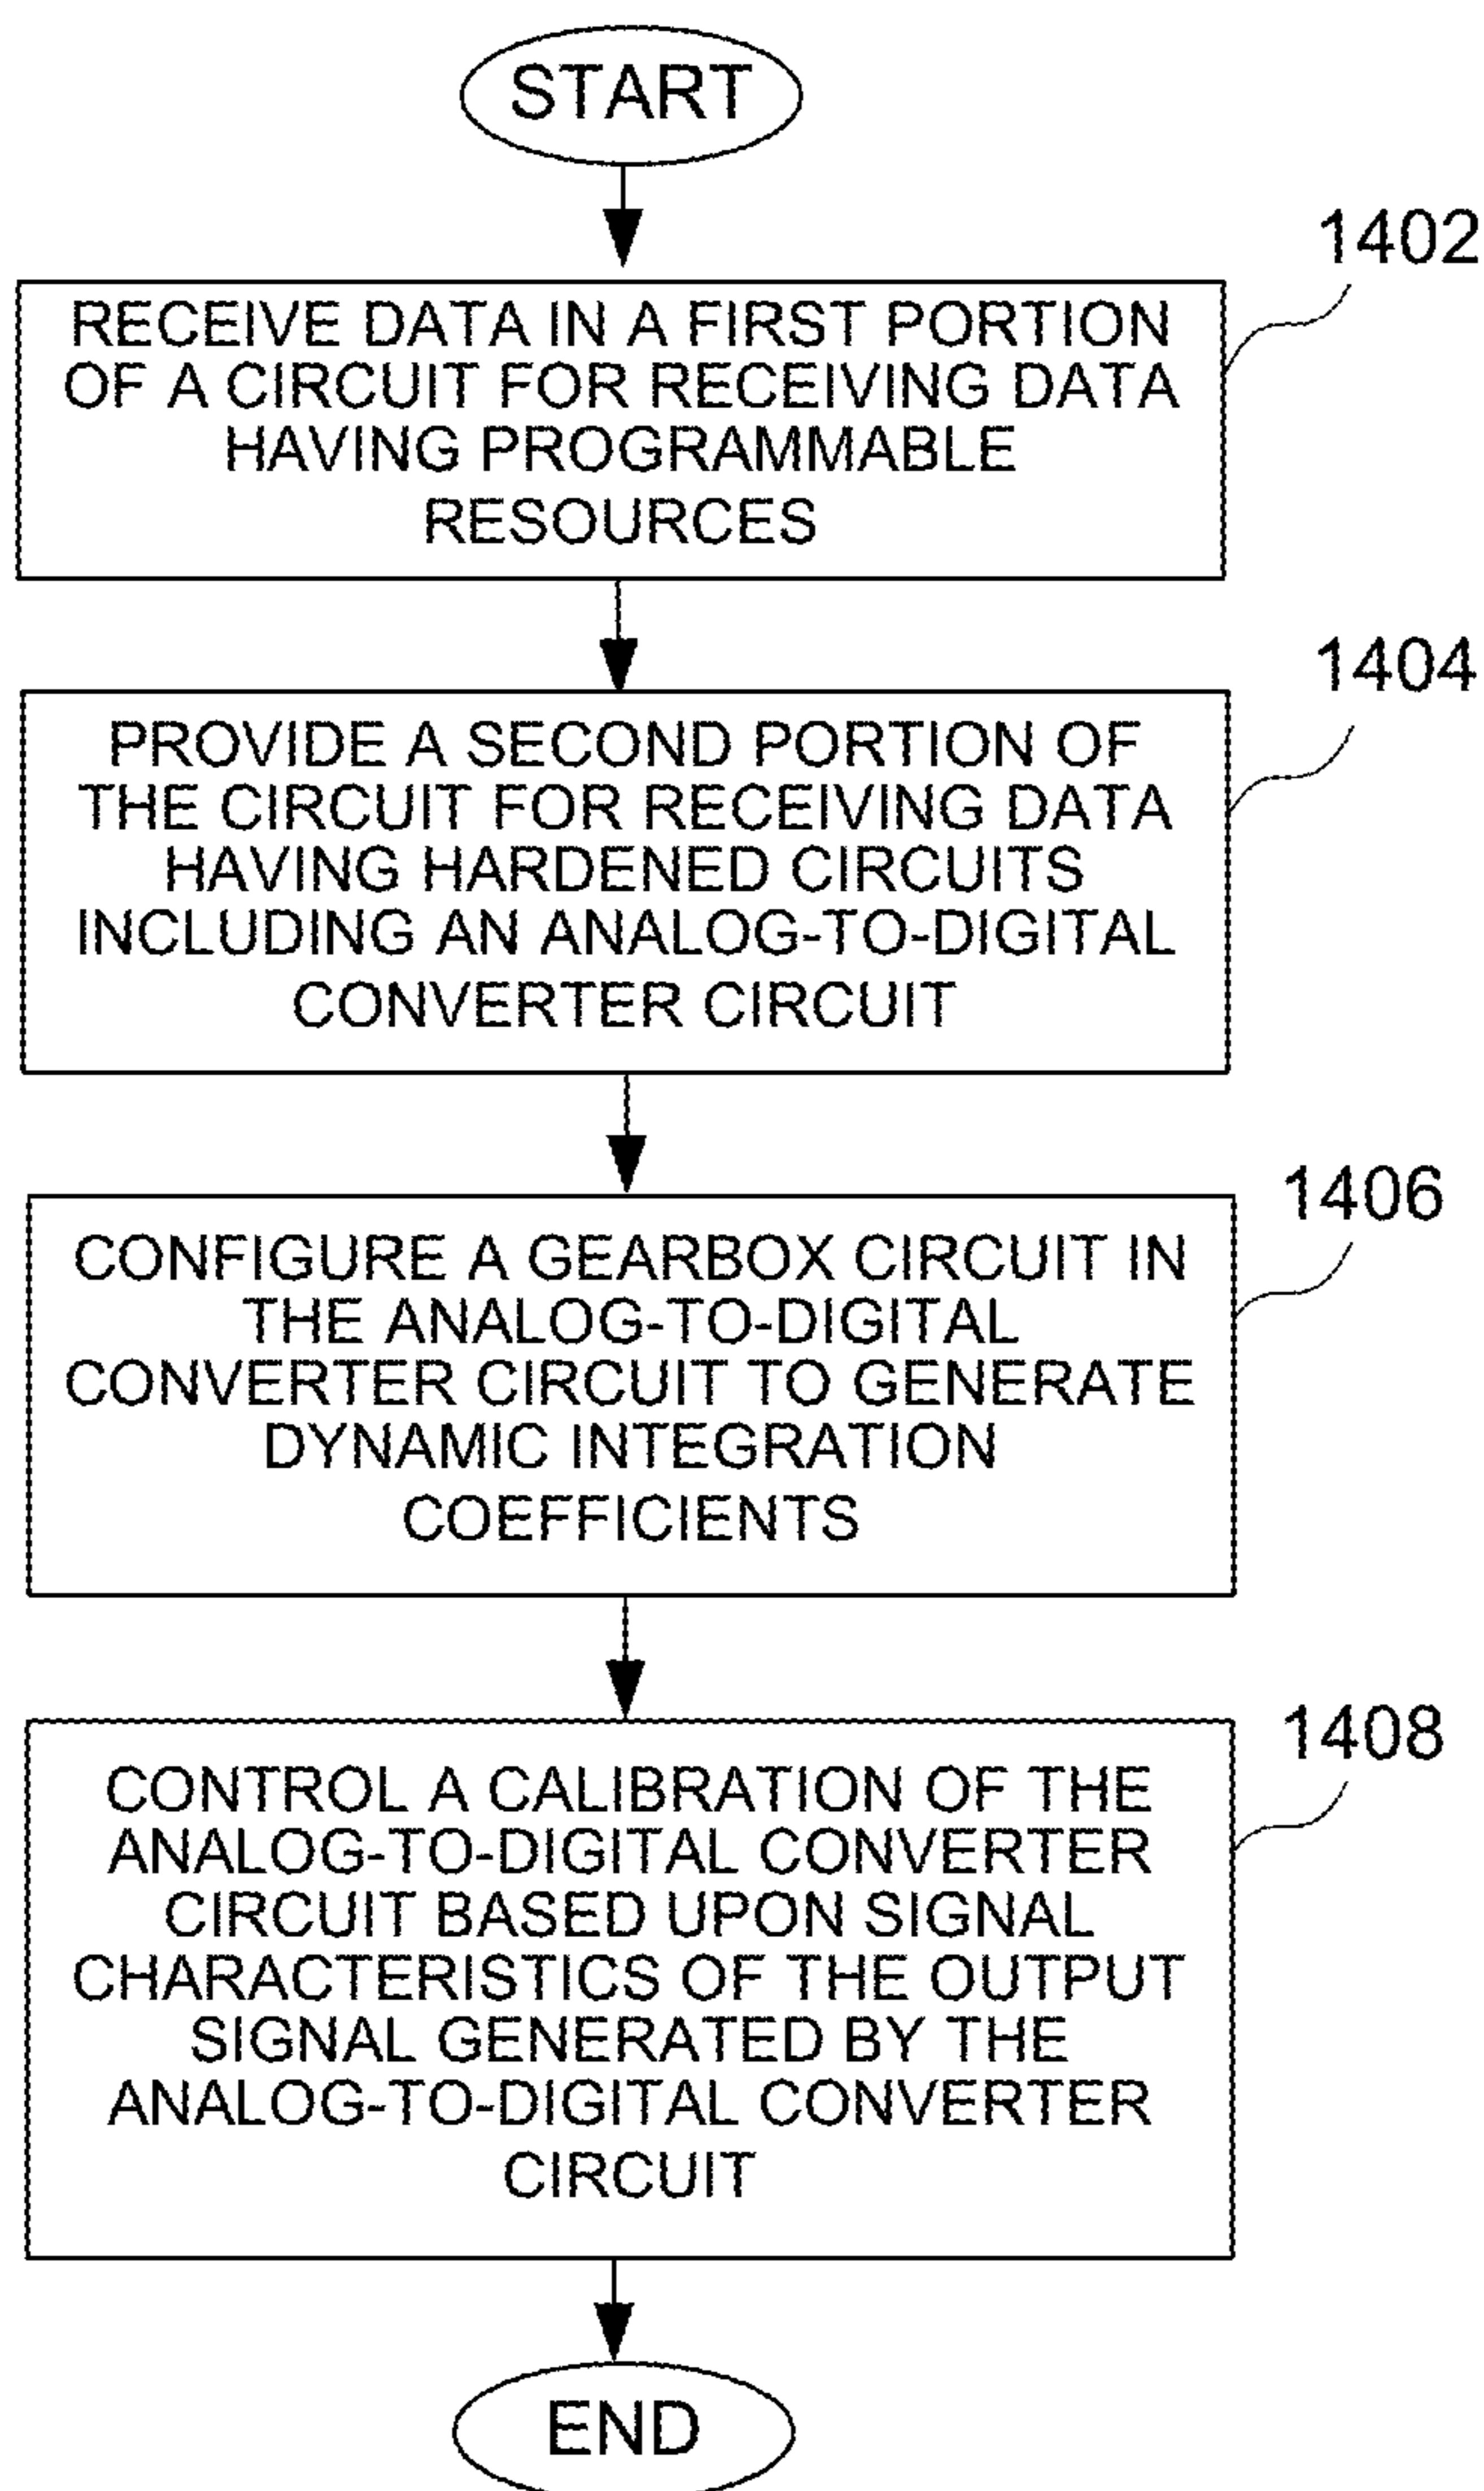 START
1402
RECEIVE DATA IN A FIRST PORTION
OF A CIRCUIT FOR RECEIVING DATA
HAVING PROGRAMMABLE
RESOURCES
1404
PROVIDE A SECOND PORTION OF
THE CIRCUIT FOR RECEIVING DATA
HAVING HARDENED CIRCUITS
INCLUDING AN ANALOG-TO-DIGITAL
CONVERTER CIRCUIT
1406
CONFIGURE A GEARBOX CIRCUIT IN
THE ANALOG-TO-DIGITAL
CONVERTER CIRCUIT TO GENERATE
DYNAMIC INTEGRATION
COEFFICIENTS
1408
CONTROL A CALIBRATION OF THE
ANALOG-TO-DIGITAL CONVERTER
CIRCUIT BASED UPON SIGNAL
CHARACTERISTICS OF THE OUTPUT
SIGNAL GENERATED BY THE
ANALOG-TO-DIGITAL CONVERTER
CIRCUIT
END